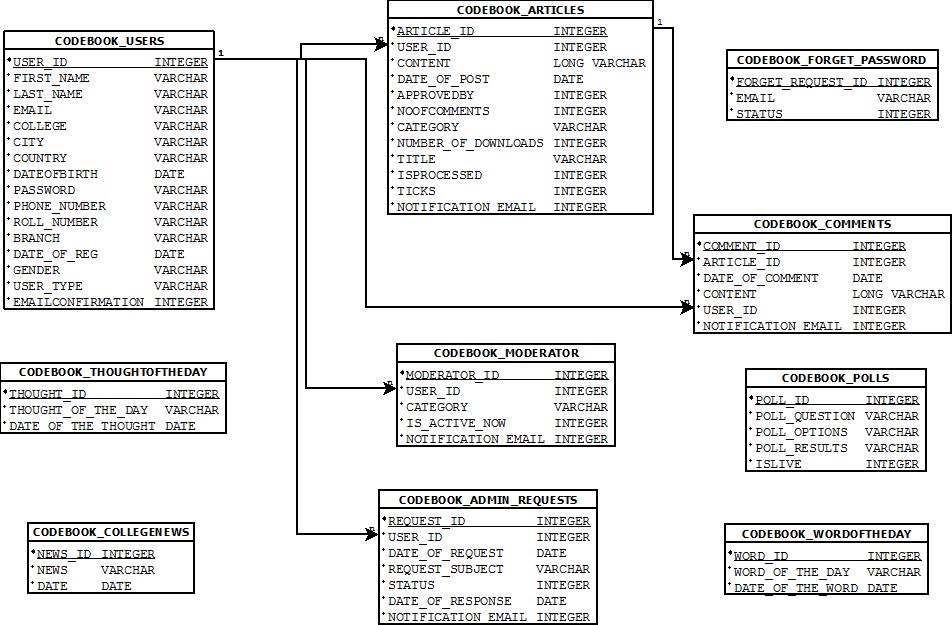 CODEBOOK_USERS
USER_ID INTEGER
FIRST_NAME VARCHAR
LAST_NAME VARCHAR
EMAIL VARCHAR
COLLEGE VARCHAR
CITY VARCHAR
COUNTRY VARCHAR
DATEOFBIRTH DATE
PASSWORD VARCHAR
PHONE_NUMBER VARCHAR
ROLL_NUMBER VARCHAR
BRANCH VARCHAR
DATE_OF_REG DATE
GENDER VARCHAR
USER_TYPE VARCHAR
EMAILCONFIRMATION INTEGER
1
CODEBOOK_ARTICLES
ARTICLE_ID INTEGER
USER_ID INTEGER
CONTENT LONG VARCHAR
DATE_OF_POST DATE
APPROVEDBY INTEGER
NOOFCOMMENTS INTEGER
CATEGORY VARCHAR
NUMBER_OF_DOWNLOADS INTEGER
TITLE VARCHAR
ISPROCESSED INTEGER
TICKS INTEGER
NOTIFICATION_EMAIL INTEGER
1
CODEBOOK_FORGET_PASSWORD
FORGET_REQUEST_ID INTEGER
EMAIL VARCHAR
STATUS INTEGER
CODEBOOK_COMMENTS
COMMENT_ID INTEGER
ARTICLE_ID INTEGER
DATE_OF_COMMENT DATE
CONTENT LONG VARCHAR
USER_ID INTEGER
NOTIFICATION_EMAIL INTEGER
CODEBOOK_THOUGHTOFTHEDAY
THOUGHT_ID INTEGER
THOUGHT_OF_THE_DAY VARCHAR
DATE_OF_THE_THOUGHT DATE
CODEBOOK_MODERATOR
MODERATOR_ID INTEGER
USER_ID INTEGER
CATEGORY VARCHAR
IS_ACTIVE_NOW INTEGER
NOTIFICATION_EMAIL INTEGER
CODEBOOK_POLLS
POLL_ID INTEGER
POLL_QUESTION VARCHAR
POLL_OPTIONS VARCHAR
POLL_RESULTS VARCHAR
ISLIVE INTEGER
CODEBOOK_COLLEGENEWS
NEWS_ID INTEGER
NEWS VARCHAR
DATE DATE
CODEBOOK_ADMIN_REQUESTS
REQUEST_ID INTEGER
USER_ID INTEGER
DATE_OF_REQUEST DATE
REQUEST_SUBJECT VARCHAR
STATUS INTEGER
DATE_OF_RESPONSE DATE
NOTIFICATION_EMAIL INTEGER
CODEBOOK_WORDOFTHEDAY
WORD_ID INTEGER
WORD_OF_THE_DAY VARCHAR
DATE_OF_THE_WORD DATE